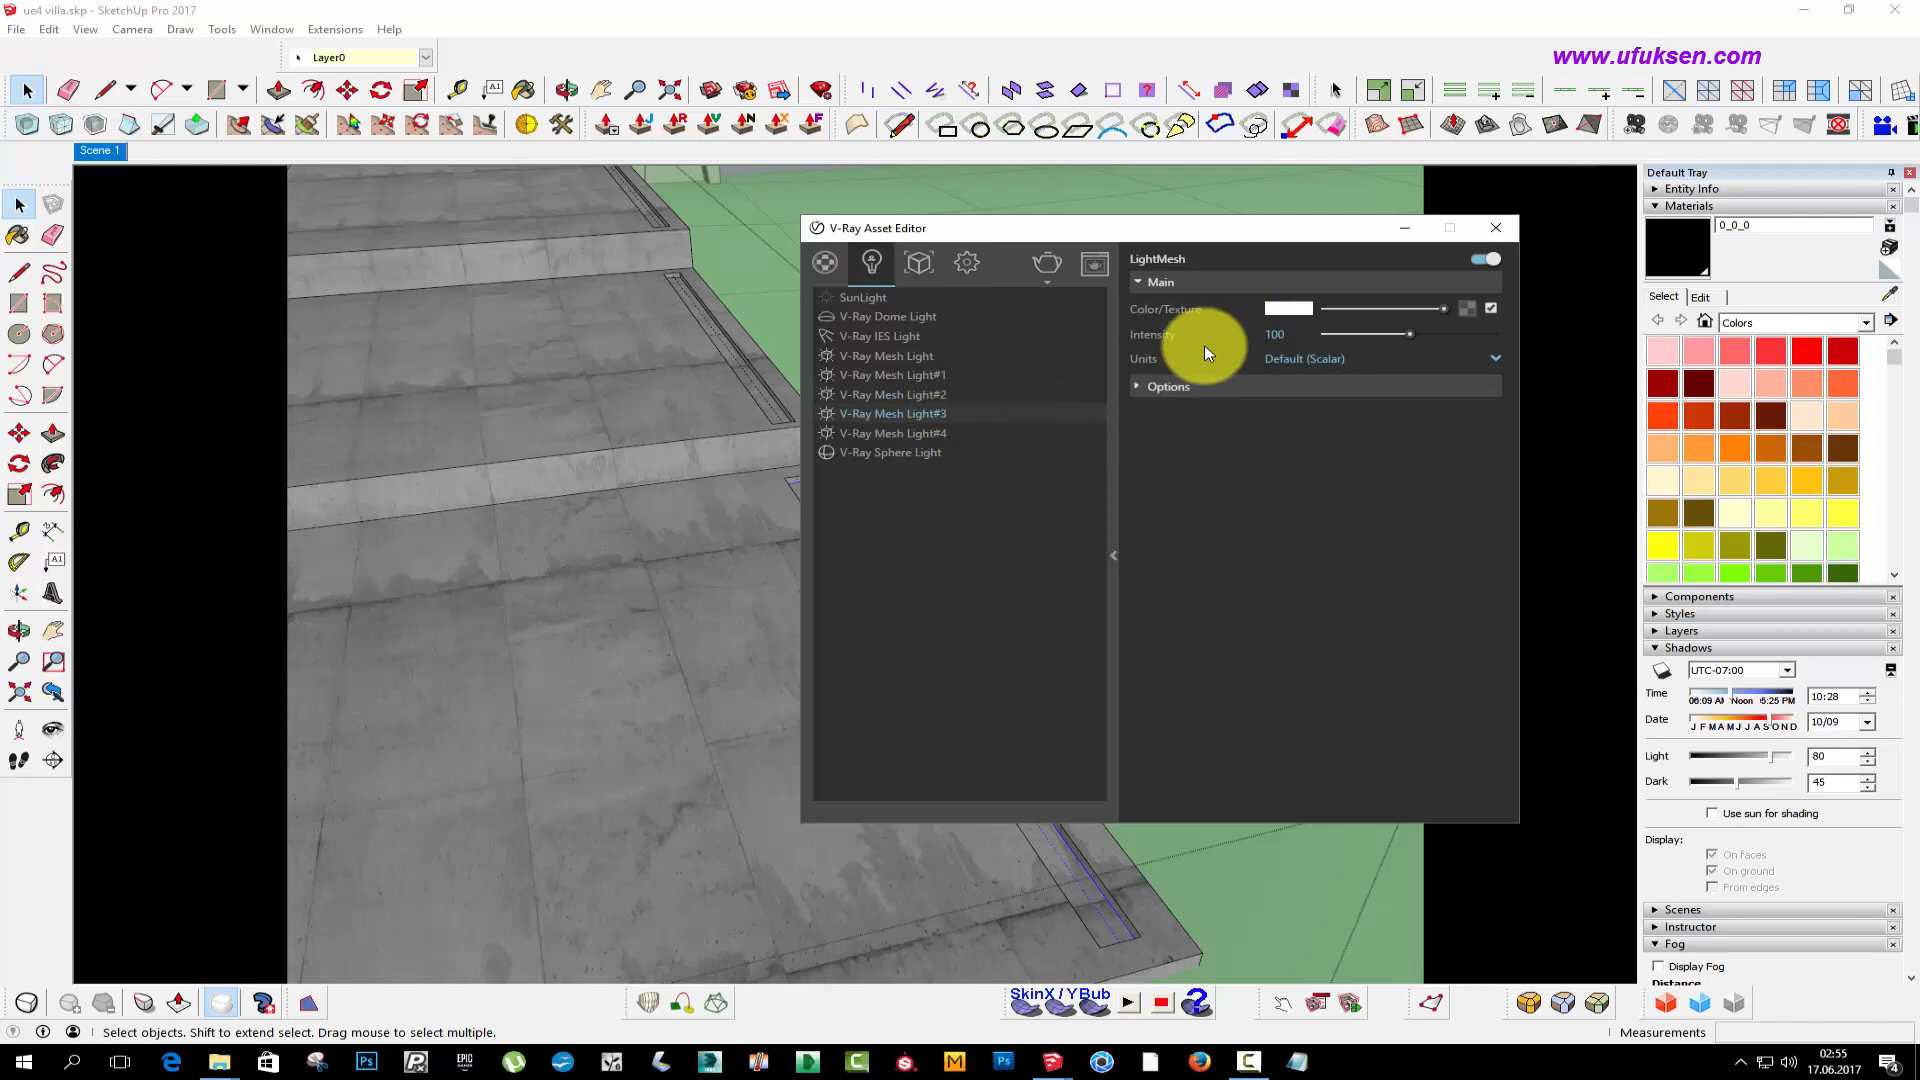 ue4 villa.skp - SketchUp Pro 2017
File Edit View Camera Draw Tools Window Extensions Help
Layer0
www.ufuksen.com
Scene 1
V-Ray Asset Editor
SunLight
V-Ray Dome Light
V-Ray IES Light
V-Ray Mesh Light
V-Ray Mesh Light#1
V-Ray Mesh Light#2
V-Ray Mesh Light#3
V-Ray Mesh Light#4
V-Ray Sphere Light
LightMesh
Main
Color/Texture
Intensity 100
Units Default (Scalar)
Options
Default Tray
Entity Info
Materials
0_0_0
Select Edit
Colors
Components
Styles
Layers
Shadows
UTC-07:00
Time 06:09 AM Noon 5:25 PM 10:28
Date J F M A M J J A S O N D 10/09
Light 80
Dark 45
Use sun for shading
Display:
On faces
On ground
From edges
Scenes
Instructor
Fog
Display Fog
Distance
SkinX / YBub
Select objects. Shift to extend select. Drag mouse to select multiple.
Measurements
02:55
17.06.2017